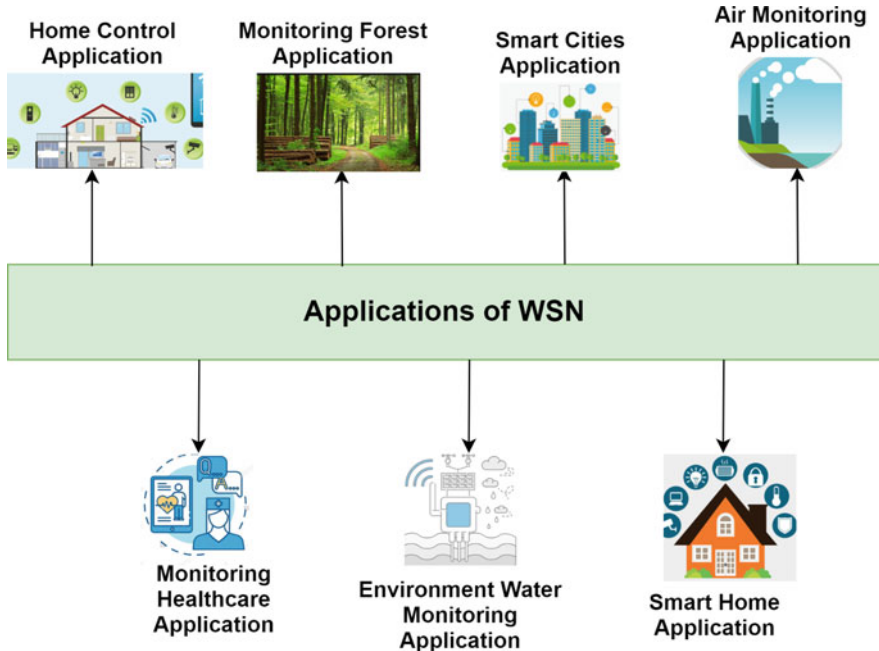 Home Control
Application
Monitoring Forest
Application
Smart Cities
Application
Air Monitoring
Application
Applications of WSN
A...
Monitoring
Healthcare
Application
Environment Water
Monitoring
Application
Smart Home
Application